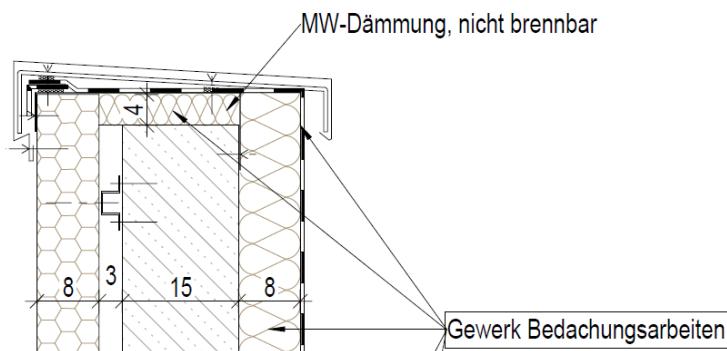 MW-Dämmung, nicht brennbar
4
8 3 15 8
Gewerk Bedachungsarbeiten